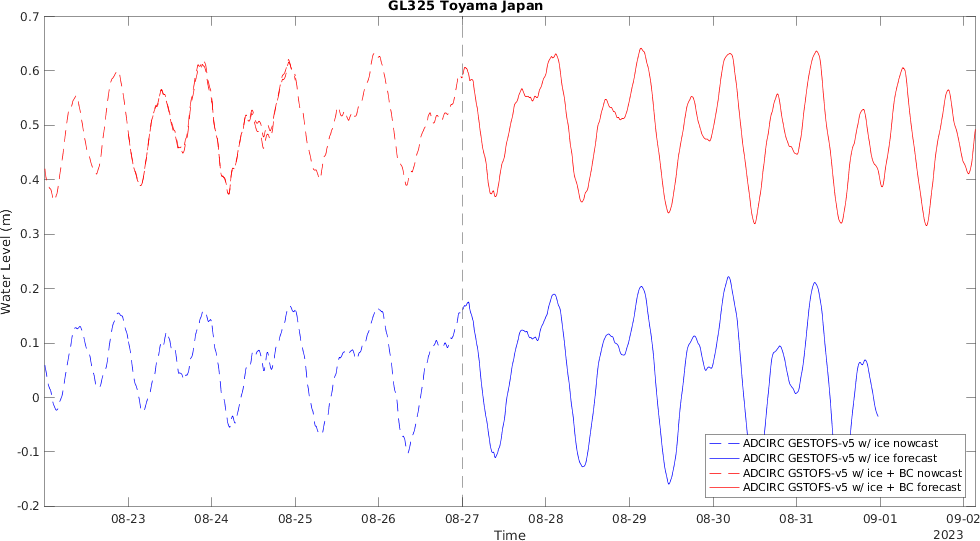 GL325 Toyama Japan
0.7
0.6
0.5
0.4
0.3
0.2
0.1
0
-0.1
-0.2
Water Level (m)
ADCIRC GESTOFS-v5 w/ ice nowcast
ADCIRC GESTOFS-v5 w/ ice forecast
ADCIRC GSTOFS-v5 w/ ice + BC nowcast
ADCIRC GSTOFS-v5 w/ ice + BC forecast
08-23 08-24 08-25 08-26 08-27 08-28 08-29 08-30 08-31 09-01 09-02
Time 2023